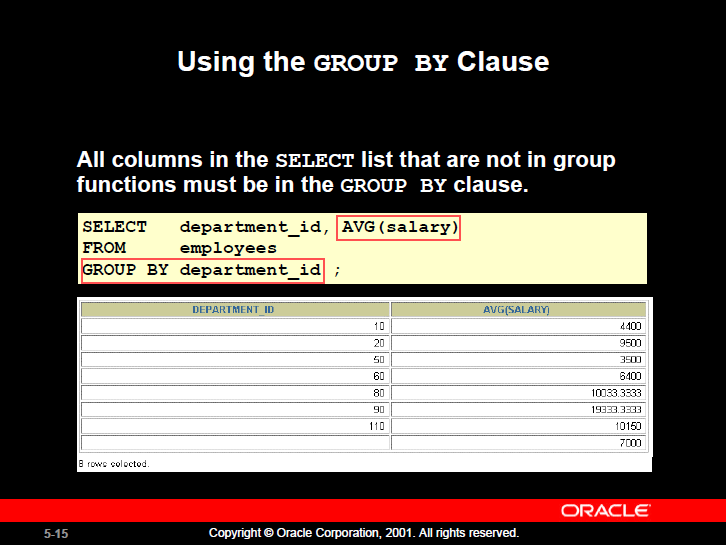 Using the GROUP BY Clause
All columns in the SELECT list that are not in group
functions must be in the GROUP BY clause.
SELECT department_id, AVG(salary)
FROM employees
GROUP BY department_id ;
DEPARTMENT_ID AVG(SALARY)
10 4400
20 9500
50 3500
60 6400
80 10033.3333
90 19333.3333
110 10150
7000
8 rows selected.
ORACLE
5-15 Copyright © Oracle Corporation, 2001. All rights reserved.